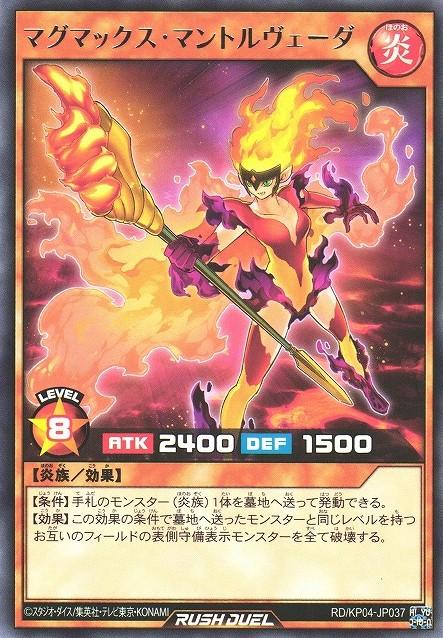 マグマックス・マントルヴェーダ
炎
ほのお
LEVEL
8
ATK 2400 DEF 1500
【炎族/効果】
【条件】手札のモンスター(炎族)1体を墓地へ送って発動できる。
【効果】この効果の条件で墓地へ送ったモンスターと同じレベルを持つ
お互いのフィールドの表側守備表示モンスターを全て破壊する。
©スタジオ・ダイス/集英社・テレビ東京・KONAMI
RUSH DUEL
RD/KP04-JP037